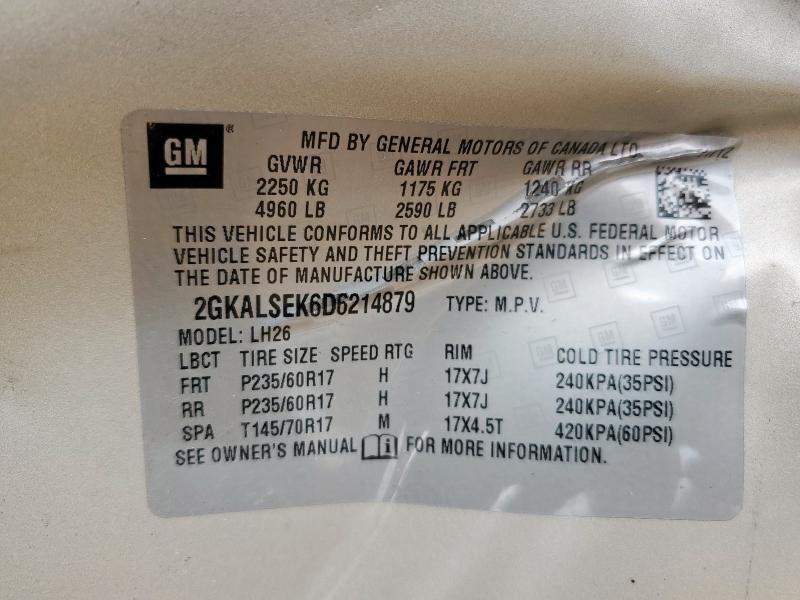 GM®
MFD BY GENERAL MOTORS OF CANADA LTD
GVWR GAWR FRT GAWR RR
2250 KG 1175 KG 1240 KG
4960 LB 2590 LB 2733 LB
THIS VEHICLE CONFORMS TO ALL APPLICABLE U.S. FEDERAL MOTOR
VEHICLE SAFETY AND THEFT PREVENTION STANDARDS IN EFFECT ON
THE DATE OF MANUFACTURE SHOWN ABOVE.
2GKALSEK6D6214879 TYPE: M.P.V.
MODEL: LH26
LBCT TIRE SIZE SPEED RTG RIM COLD TIRE PRESSURE
FRT P235/60R17 H 17X7J 240KPA(35PSI)
RR P235/60R17 H 17X7J 240KPA(35PSI)
SPA T145/70R17 M 17X4.5T 420KPA(60PSI)
SEE OWNER'S MANUAL i FOR MORE INFORMATION.